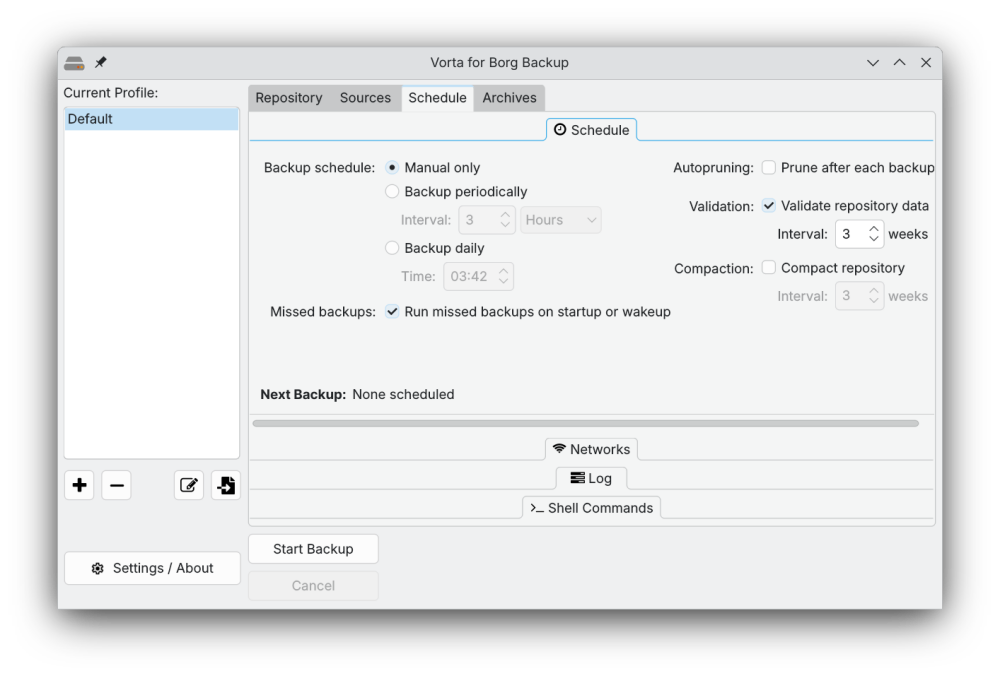 Vorta for Borg Backup
Current Profile:
Default
Repository Sources Schedule Archives
Schedule
Backup schedule: Manual only
Backup periodically
Interval: 3 Hours
Backup daily
Time: 03:42
Missed backups: Run missed backups on startup or wakeup
Autopruning: Prune after each backup
Validation: Validate repository data
Interval: 3 weeks
Compaction: Compact repository
Interval: 3 weeks
Next Backup: None scheduled
Networks
Log
>_ Shell Commands
Settings / About
Start Backup
Cancel